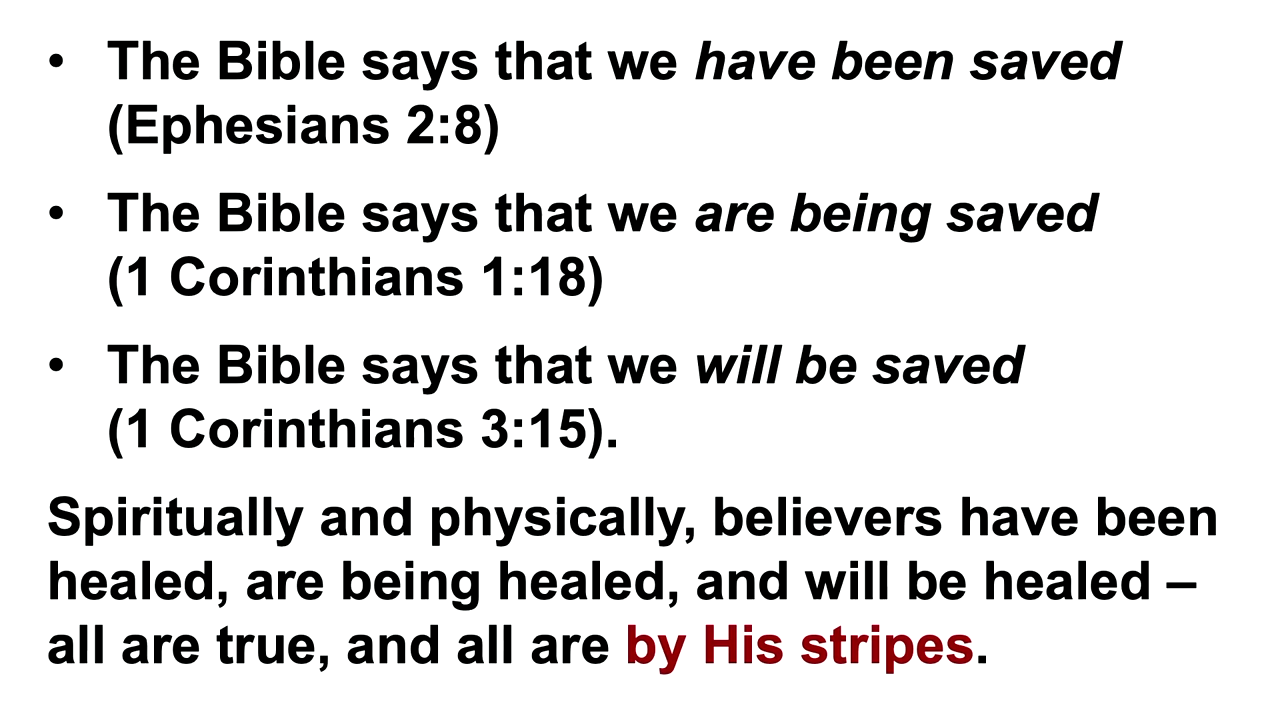 • The Bible says that we have been saved
(Ephesians 2:8)
• The Bible says that we are being saved
(1 Corinthians 1:18)
• The Bible says that we will be saved
(1 Corinthians 3:15).
Spiritually and physically, believers have been
healed, are being healed, and will be healed –
all are true, and all are by His stripes.